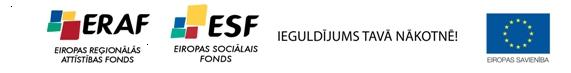 ERAF
EIROPAS REĢIONĀLĀS
ATTĪSTĪBAS FONDS
ESF
EIROPAS SOCIĀLAIS
FONDS
IEGULDĪJUMS TAVĀ NĀKOTNĒ!
EIROPAS SAVIENĪBA